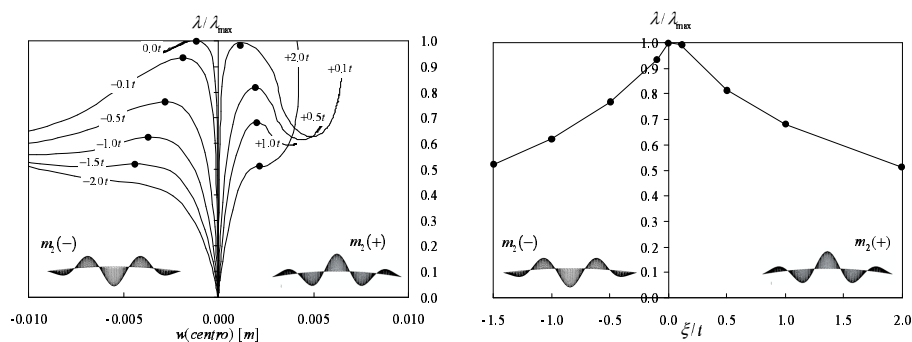 λ/λmax
0.0t
-0.1t
-0.5t
-1.0t
-1.5t
-2.0t
+2.0t
+0.1t
+0.5t
+1.0t
m2(-)
m2(+)
1.0
0.9
0.8
0.7
0.6
0.5
0.4
0.3
0.2
0.1
0.0
-0.010
-0.005
0.000
0.005
0.010
w(centro) [m]
λ/λmax
1.0
0.9
0.8
0.7
0.6
0.5
0.4
0.3
0.2
0.1
0.0
m2(-)
m2(+)
-1.5
-1.0
-0.5
0.0
0.5
1.0
1.5
2.0
ξ/t